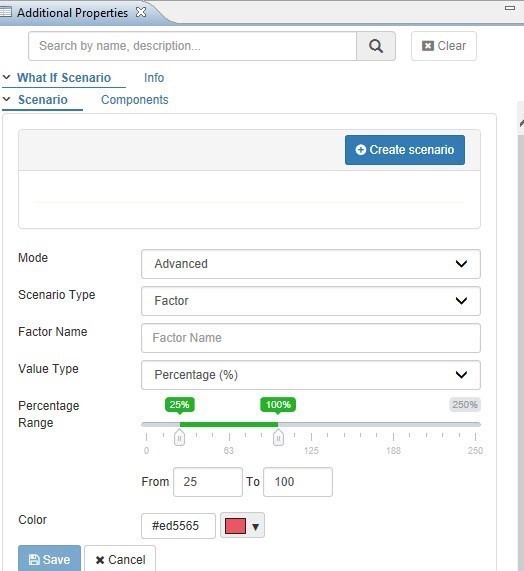 Additional Properties
Search by name, description...
Clear
What If Scenario Info
Scenario Components
Create scenario
Mode Advanced
Scenario Type Factor
Factor Name Factor Name
Value Type Percentage (%)
Percentage Range 25% 100% 250%
0 63 125 188 250
From 25 To 100
Color #ed5565
Save Cancel